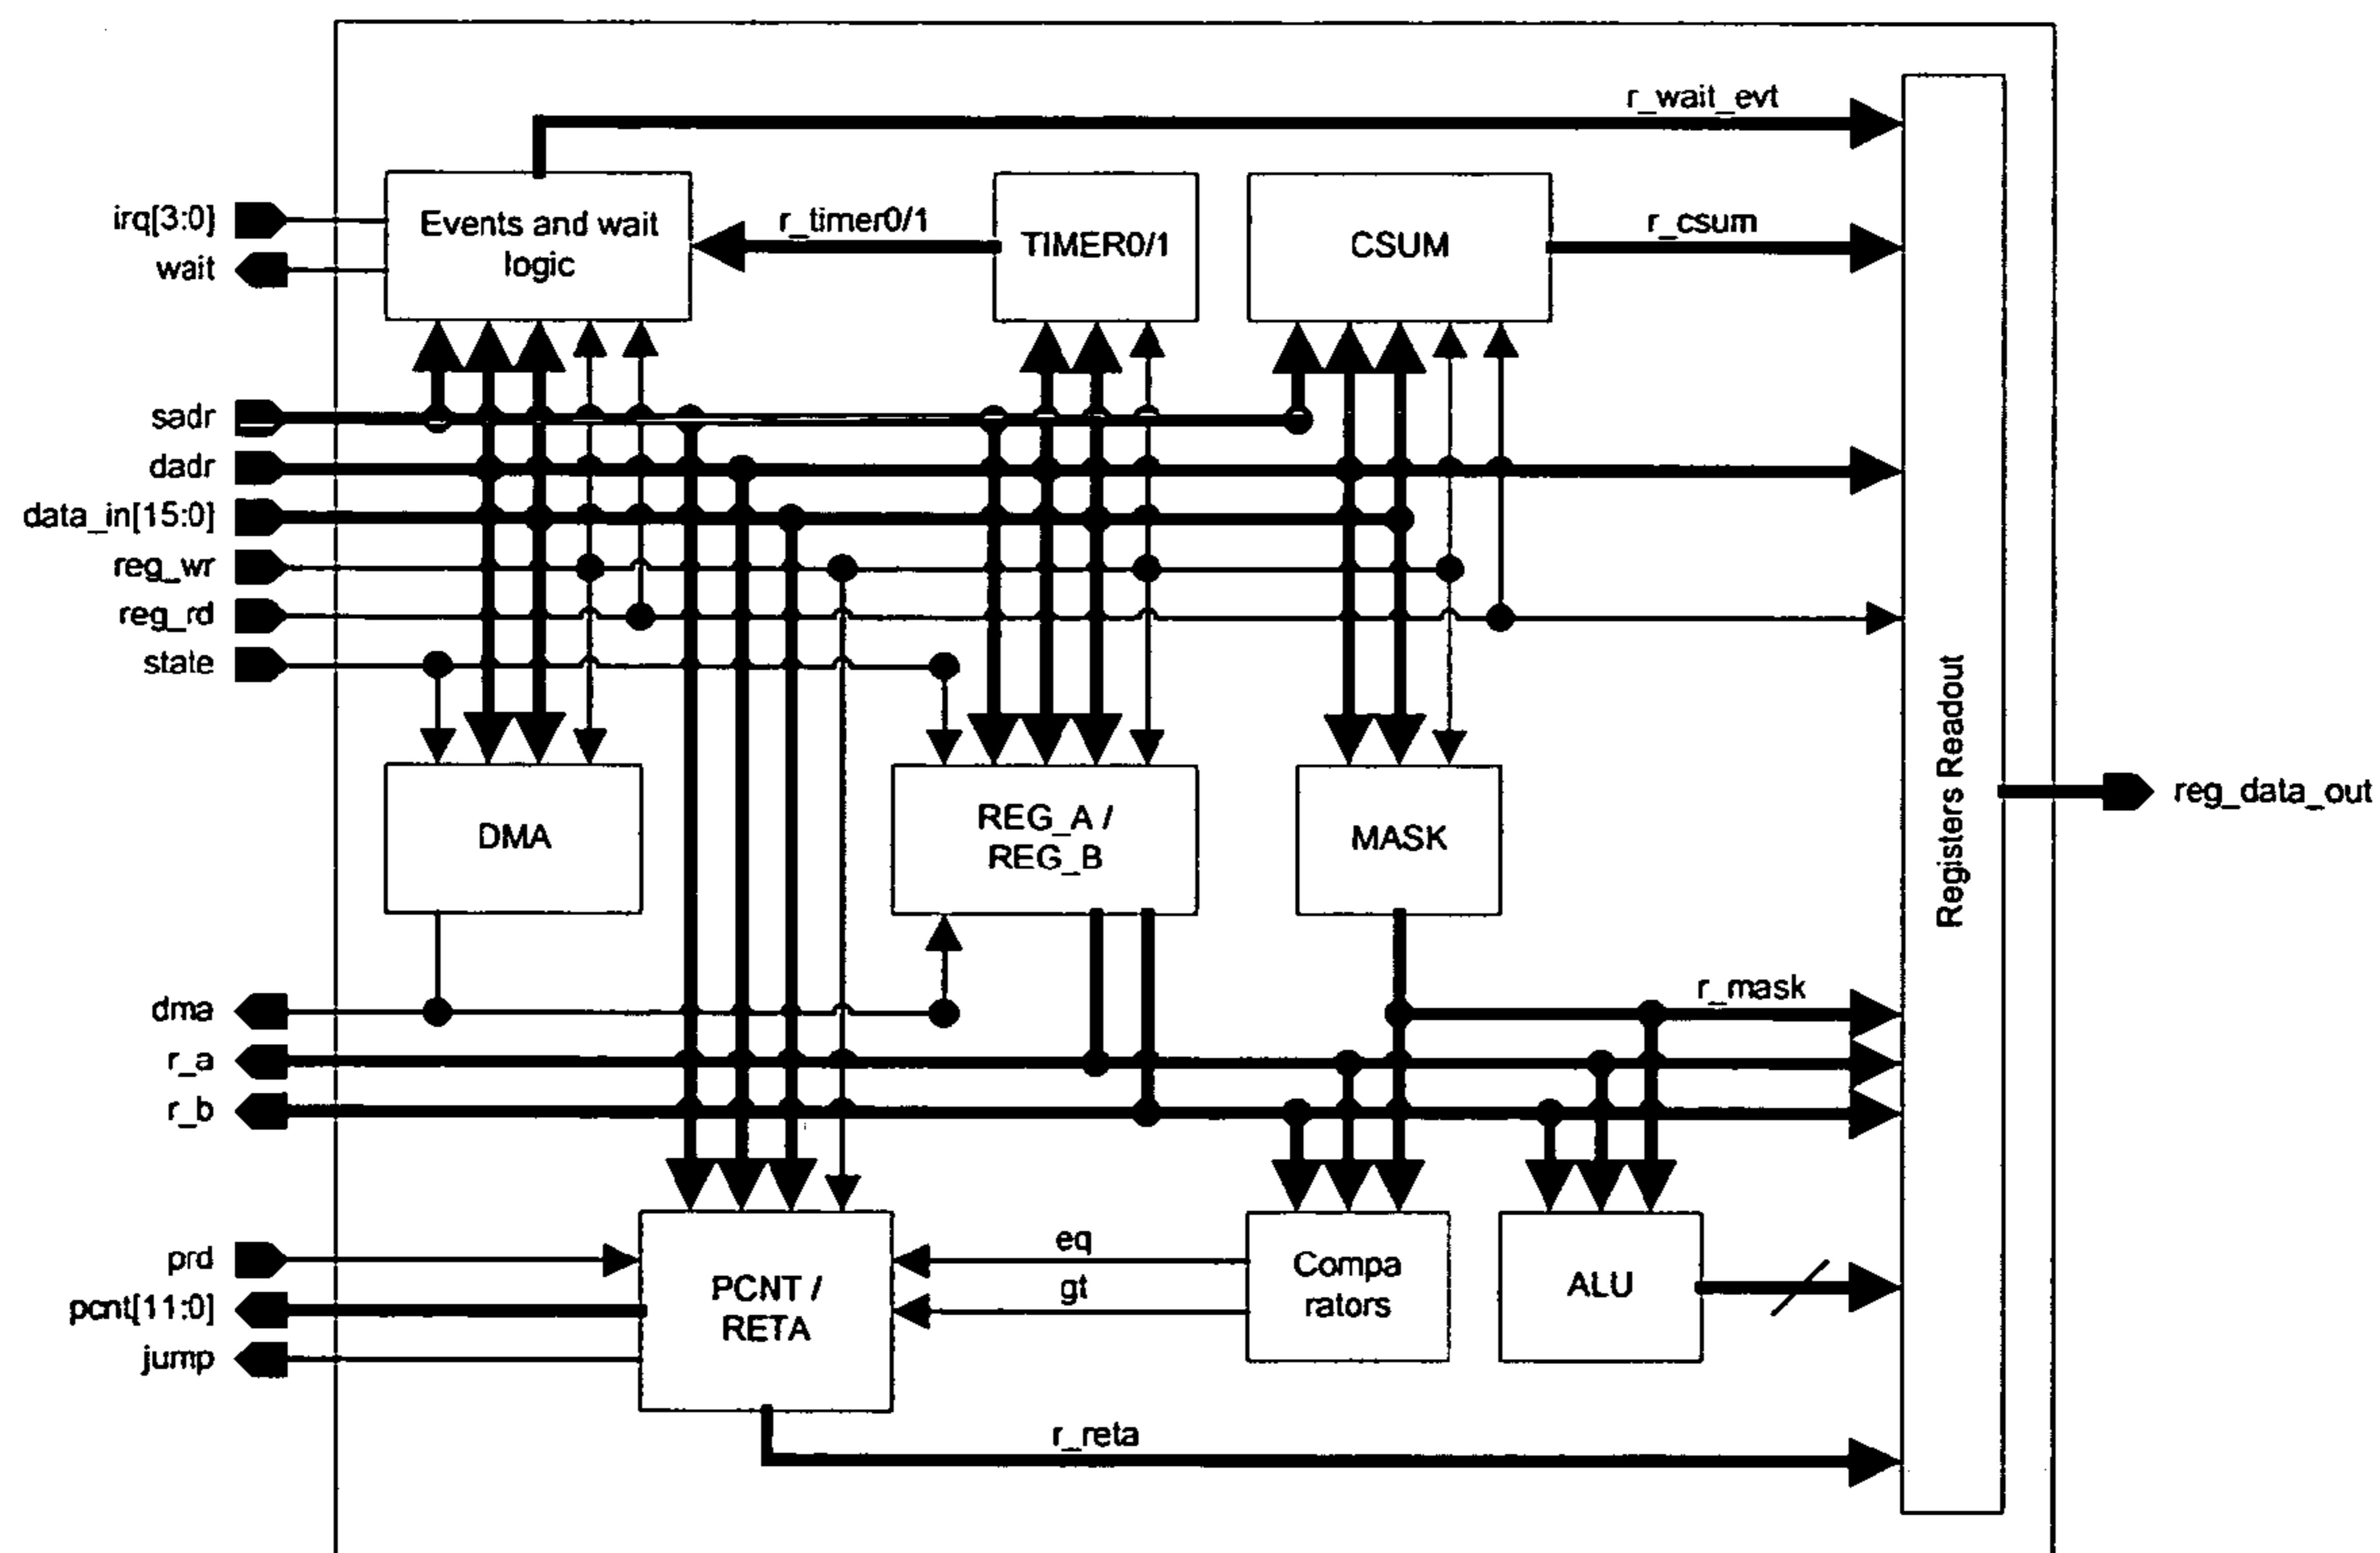 r_wait_evt
irq[3:0]
wait
Events and wait
logic
r_timer0/1
TIMER0/1
CSUM
r_csum
sadr
dadr
data_in[15:0]
reg_wr
reg_rd
state
DMA
REG_A /
REG_B
MASK
Registers Readout
reg_data_out
dma
r_a
r_b
r_mask
prd
pcnt[11:0]
jump
PCNT /
RETA
eq
gt
Compa
rators
ALU
r_reta